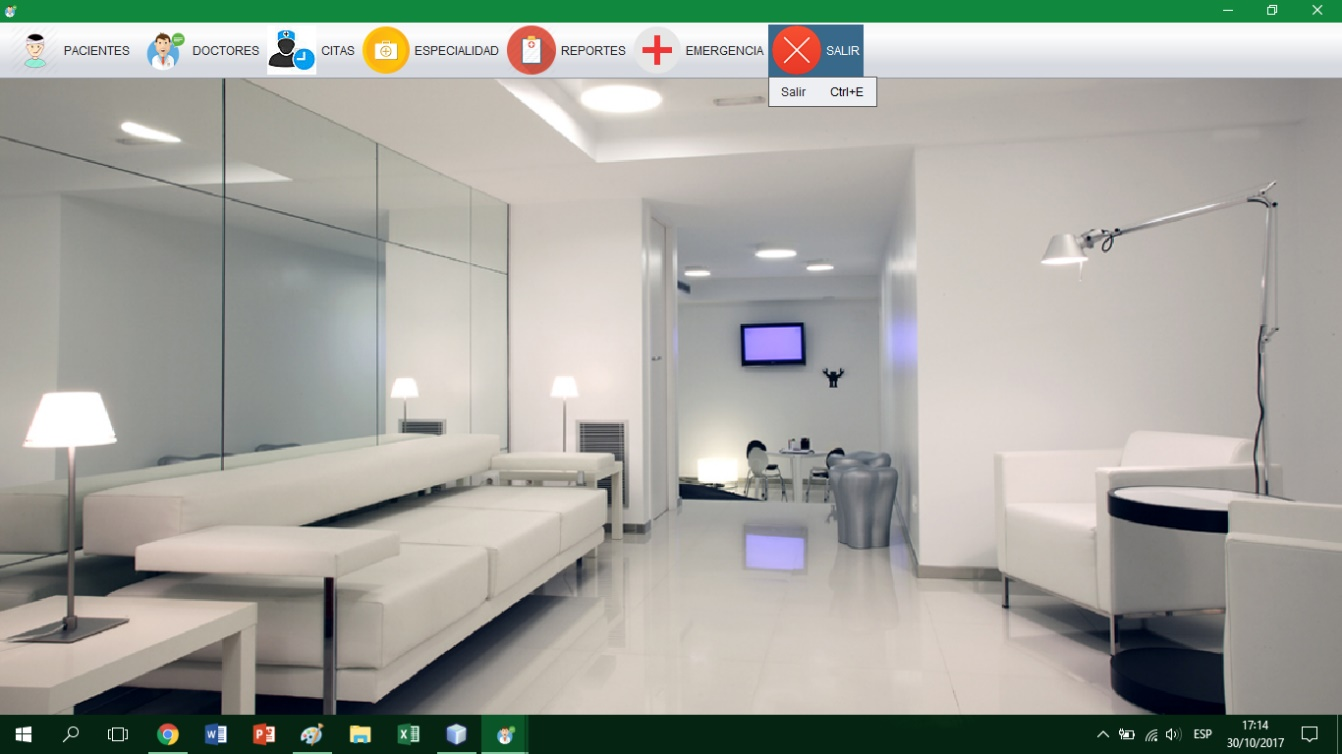 PACIENTES DOCTORES CITAS ESPECIALIDAD REPORTES EMERGENCIA SALIR
Salir Ctrl+E
ESP
17:14
30/10/2017